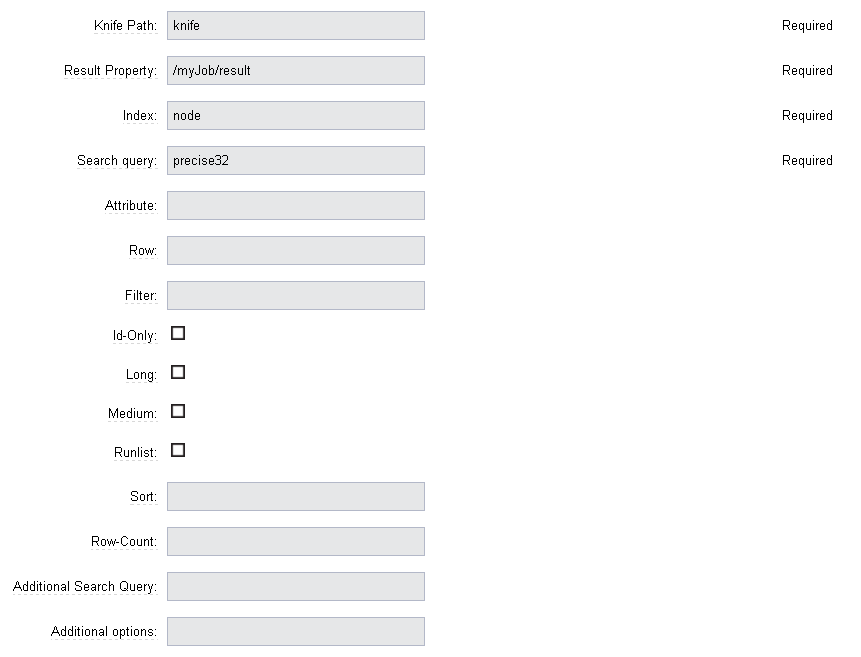 Knife Path: knife Required
Result Property: /myJob/result Required
Index: node Required
Search query: precise32 Required
Attribute:
Row:
Filter:
Id-Only:
Long:
Medium:
Runlist:
Sort:
Row-Count:
Additional Search Query:
Additional options: